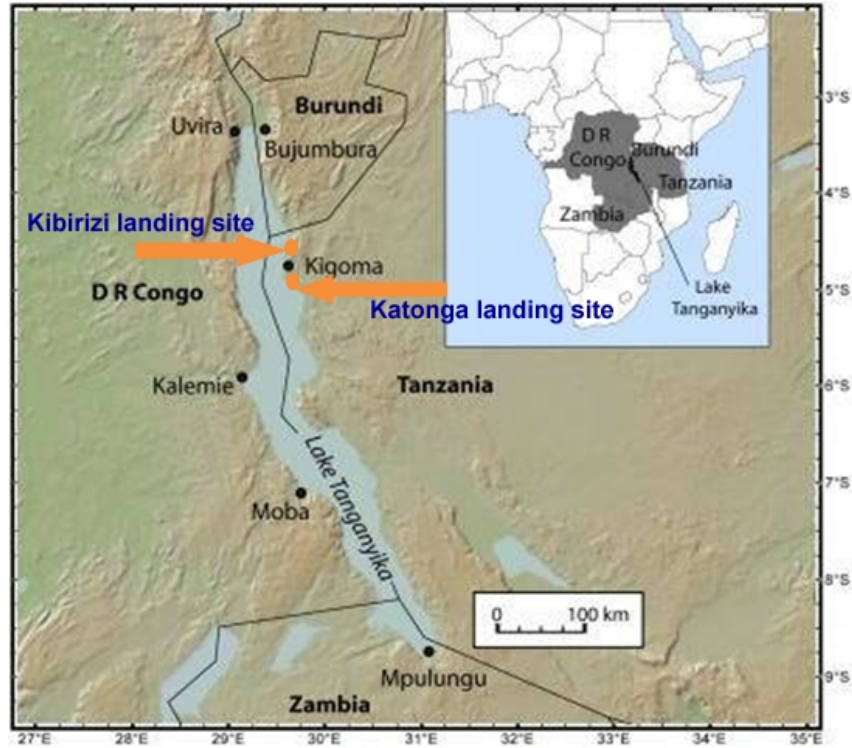 Burundi
Uvira
Bujumbura
Kibirizi landing site
Kigoma
D R Congo
Katonga landing site
Kalemie
Tanzania
Lake Tanganyika
Moba
Mpulungu
Zambia
D R
Congo
Burundi
Tanzania
Zambia
Lake
Tanganyika
0 100 km
3°S
4°S
5°S
6°S
7°S
8°S
9°S
27°E 28°E 29°E 30°E 31°E 32°E 33°E 34°E 35°E